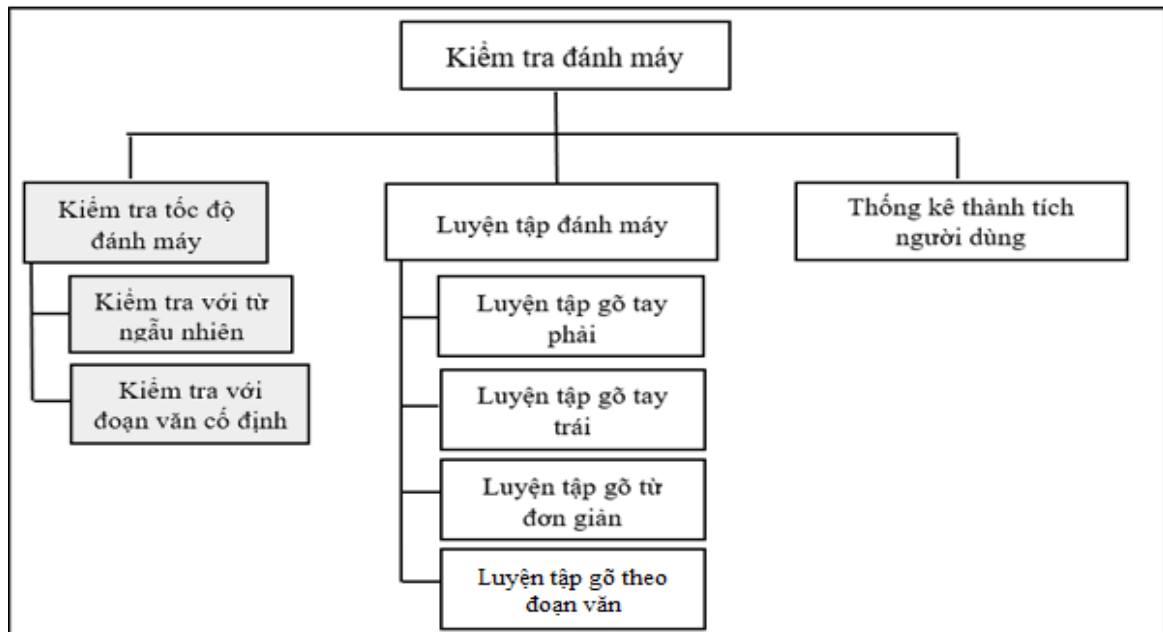 Kiểm tra đánh máy
Kiểm tra tốc độ
đánh máy
Kiểm tra với từ
ngẫu nhiên
Kiểm tra với
đoạn văn cố định
Luyện tập đánh máy
Luyện tập gõ tay
phải
Luyện tập gõ tay
trái
Luyện tập gõ từ
đơn giản
Luyện tập gõ theo
đoạn văn
Thống kê thành tích
người dùng